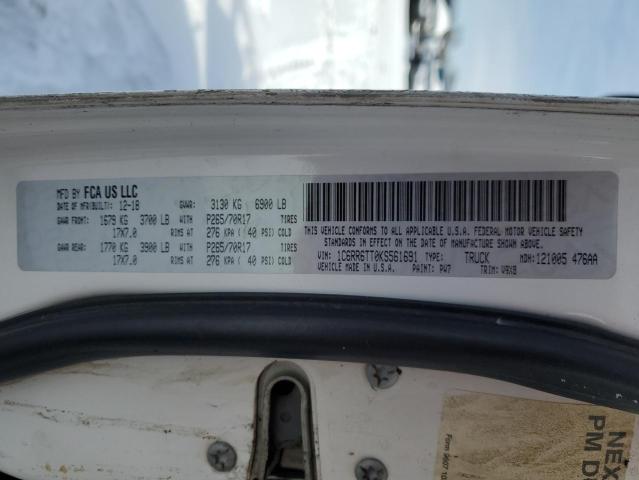 MFD BY FCA US LLC
DATE OF MFR(BUILT): 12-18 GVWR: 3130 KG 6900 LB
GAWR FRONT: 1679 KG 3700 LB WITH P265/70R17 TIRES
17X7.0 RIMS AT 276 KPA ( 40 PSI) COLD
GAWR REAR: 1770 KG 3900 LB WITH P265/70R17 TIRES
17X7.0 RIMS AT 276 KPA ( 40 PSI) COLD
THIS VEHICLE CONFORMS TO ALL APPLICABLE U.S.A. FEDERAL MOTOR VEHICLE SAFETY
STANDARDS IN EFFECT ON THE DATE OF MANUFACTURE SHOWN ABOVE.
VIN: 1C6RR6TT0KS561691 TYPE: TRUCK MDH: 121005 476AA
VEHICLE MADE IN U.S.A. PAINT: PW7 TRIM: V9X8
NEX
PM D